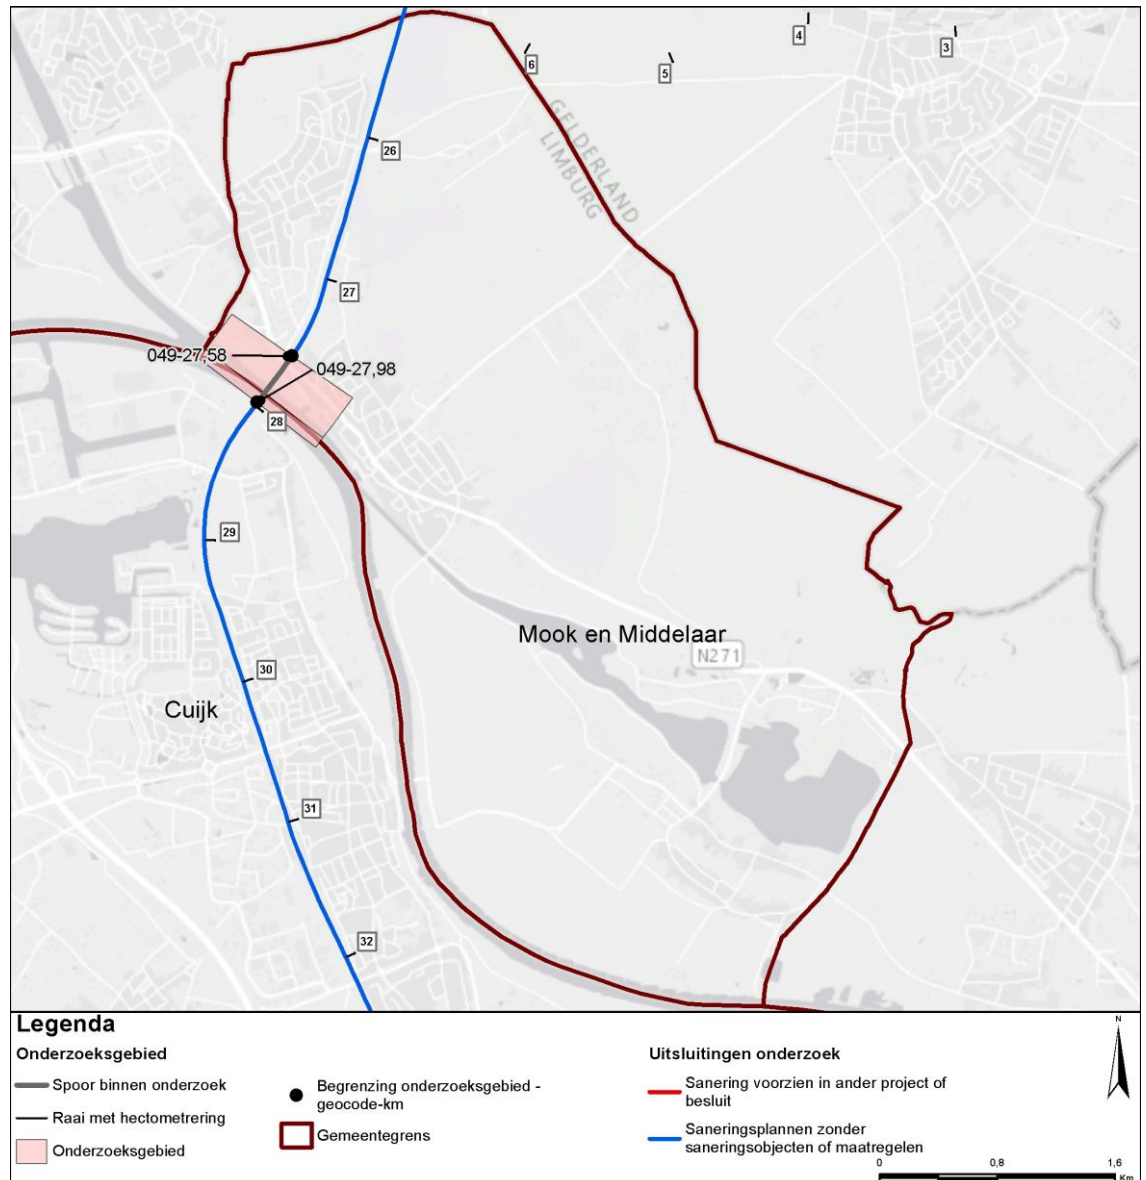 4
3
6
5
GELDERLAND
LIMBURG
26
27
049-27,58
049-27,98
28
29
Mook en Middelaar
N271
30
Cuijk
31
32
Legenda
Onderzoeksgebied
Spoor binnen onderzoek
Raai met hectometrering
Onderzoeksgebied
Begrenzing onderzoeksgebied -
geocode-km
Gemeentegrens
Uitsluitingen onderzoek
Sanering voorzien in ander project of
besluit
Saneringsplannen zonder
saneringsobjecten of maatregelen
N
0 0,8 1,6
Km